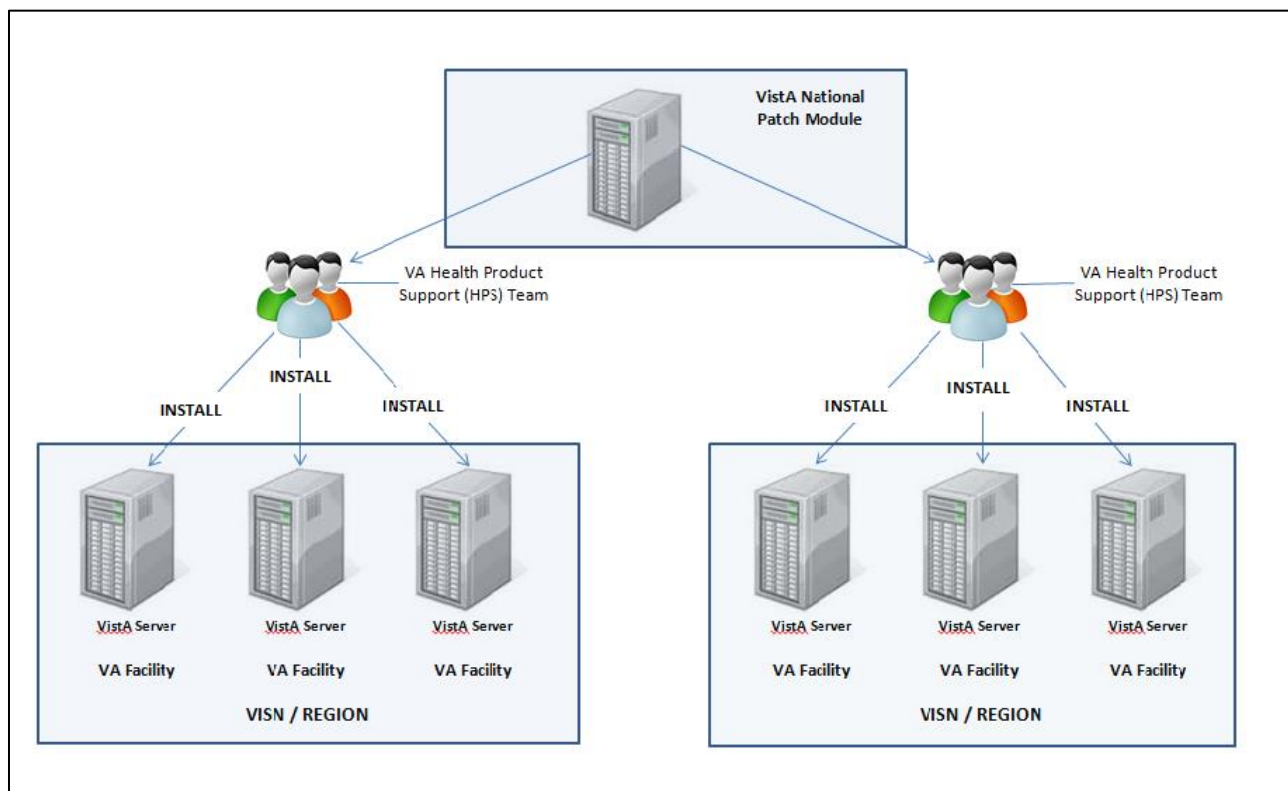 VistA National
Patch Module
VA Health Product
Support (HPS) Team
VA Health Product
Support (HPS) Team
INSTALL
INSTALL
INSTALL
INSTALL
INSTALL
INSTALL
VistA Server
VistA Server
VistA Server
VA Facility
VA Facility
VA Facility
VISN / REGION
VistA Server
VistA Server
VistA Server
VA Facility
VA Facility
VA Facility
VISN / REGION